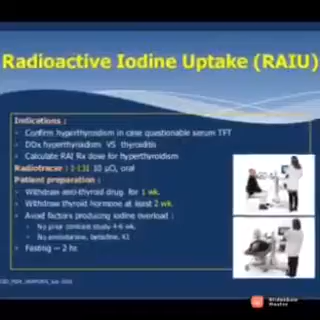 Radioactive Iodine Uptake (RAIU)
Indications :
Confirm hyperthyroidism in case questionable serum TFT
DDx hyperthyroidism VS thyroiditis
Calculate RAI Rx dose for hyperthyroidism
Radiotracer : I-131 10 µCi, oral
Patient preparation :
Withdraw anti-thyroid drug for 1 wk.
Withdraw thyroid hormone at least 2 wk.
Avoid factors producing iodine overload :
No prior contrast study 4-6 wk.
No amiodarone, betadine, KI
Fasting ~ 2 hr.